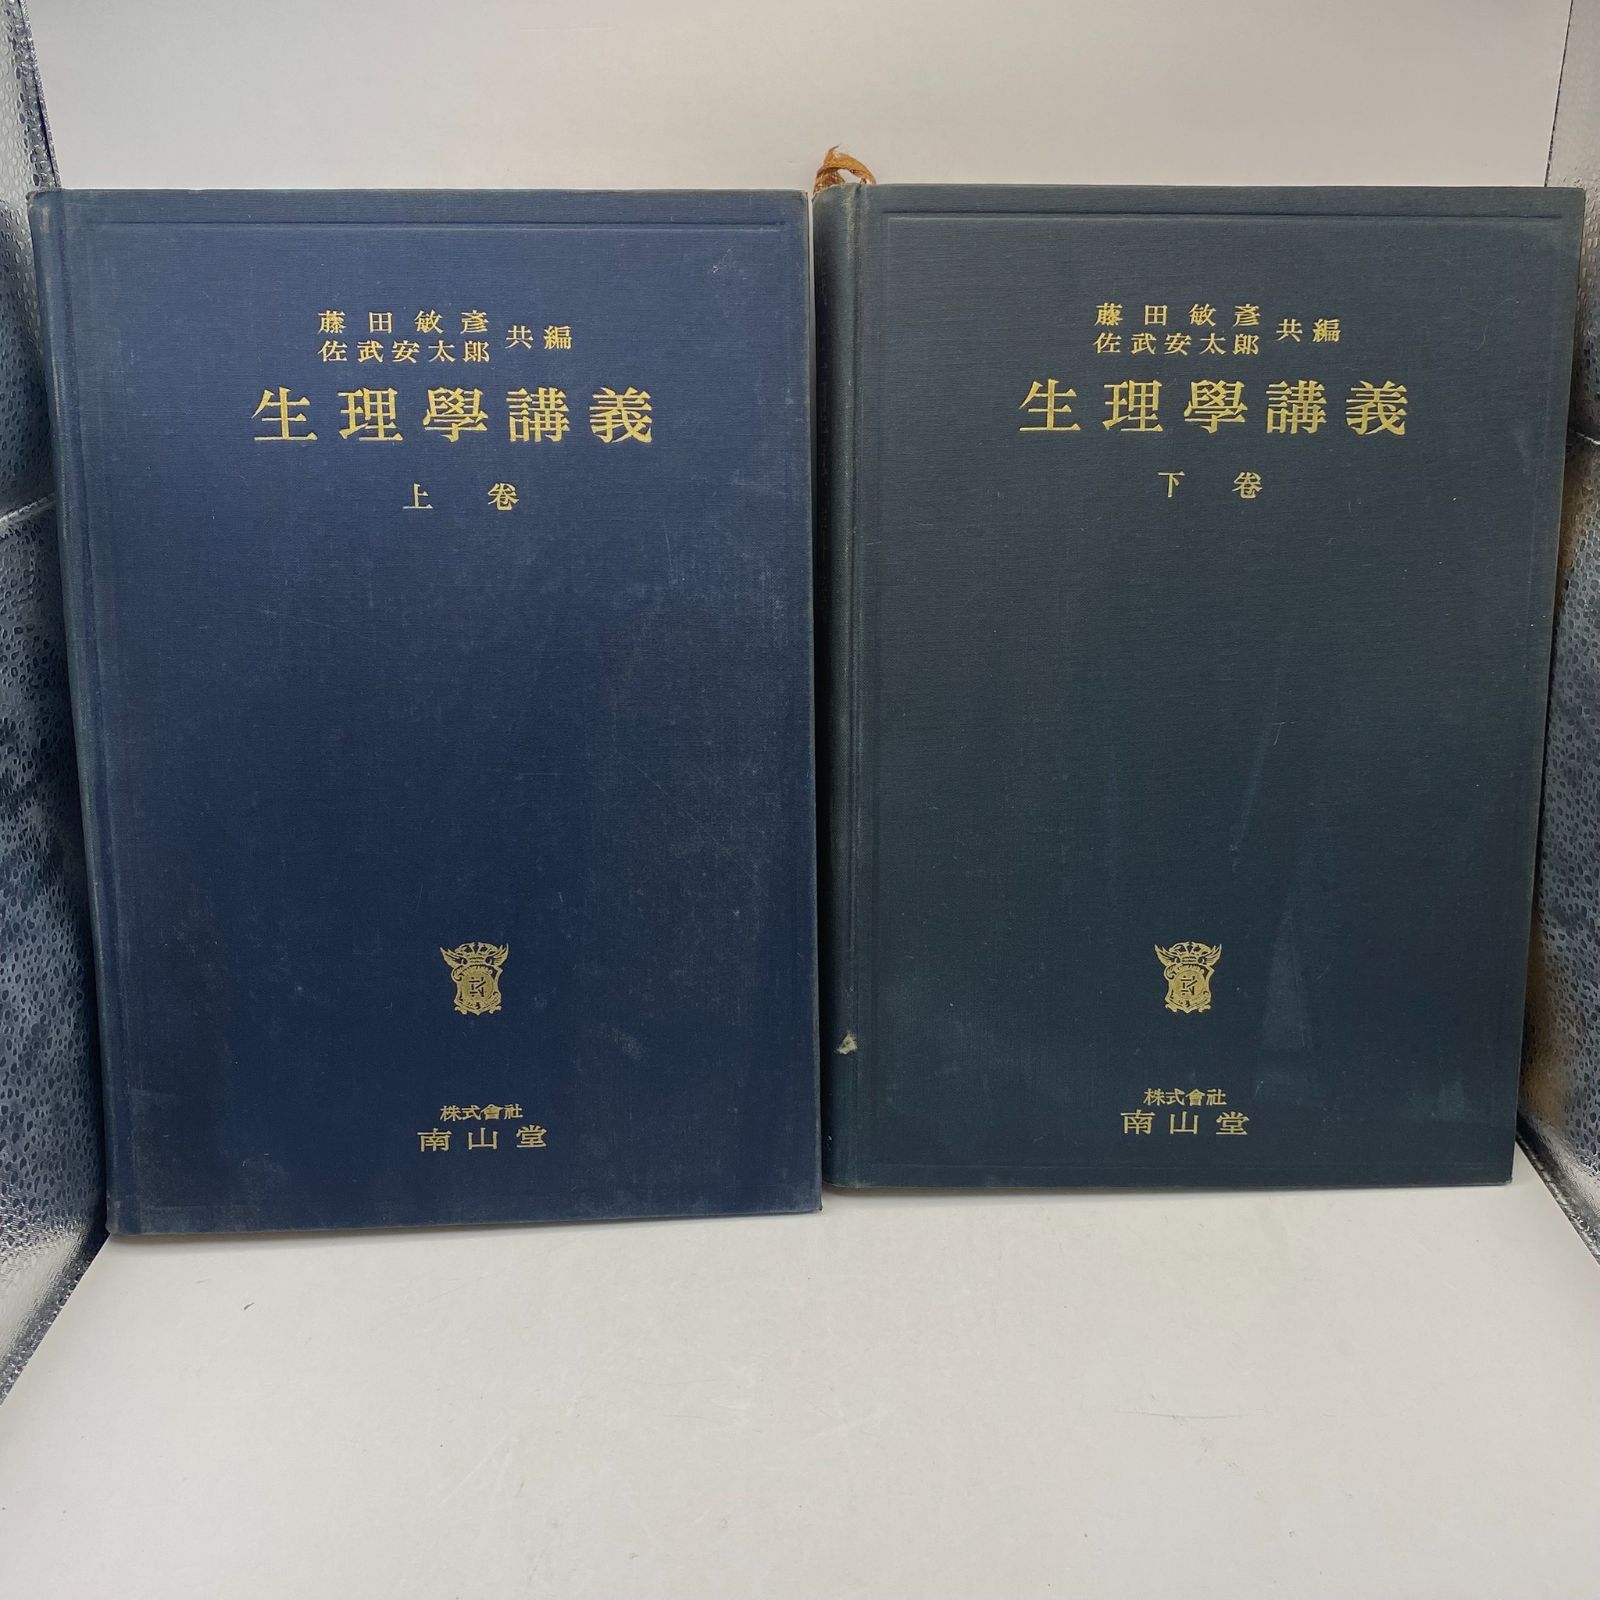 藤田敏彥
佐武安太郎 共編
生理學講義
上卷
株式會社
南山堂
藤田敏彥
佐武安太郎 共編
生理學講義
下卷
株式會社
南山堂